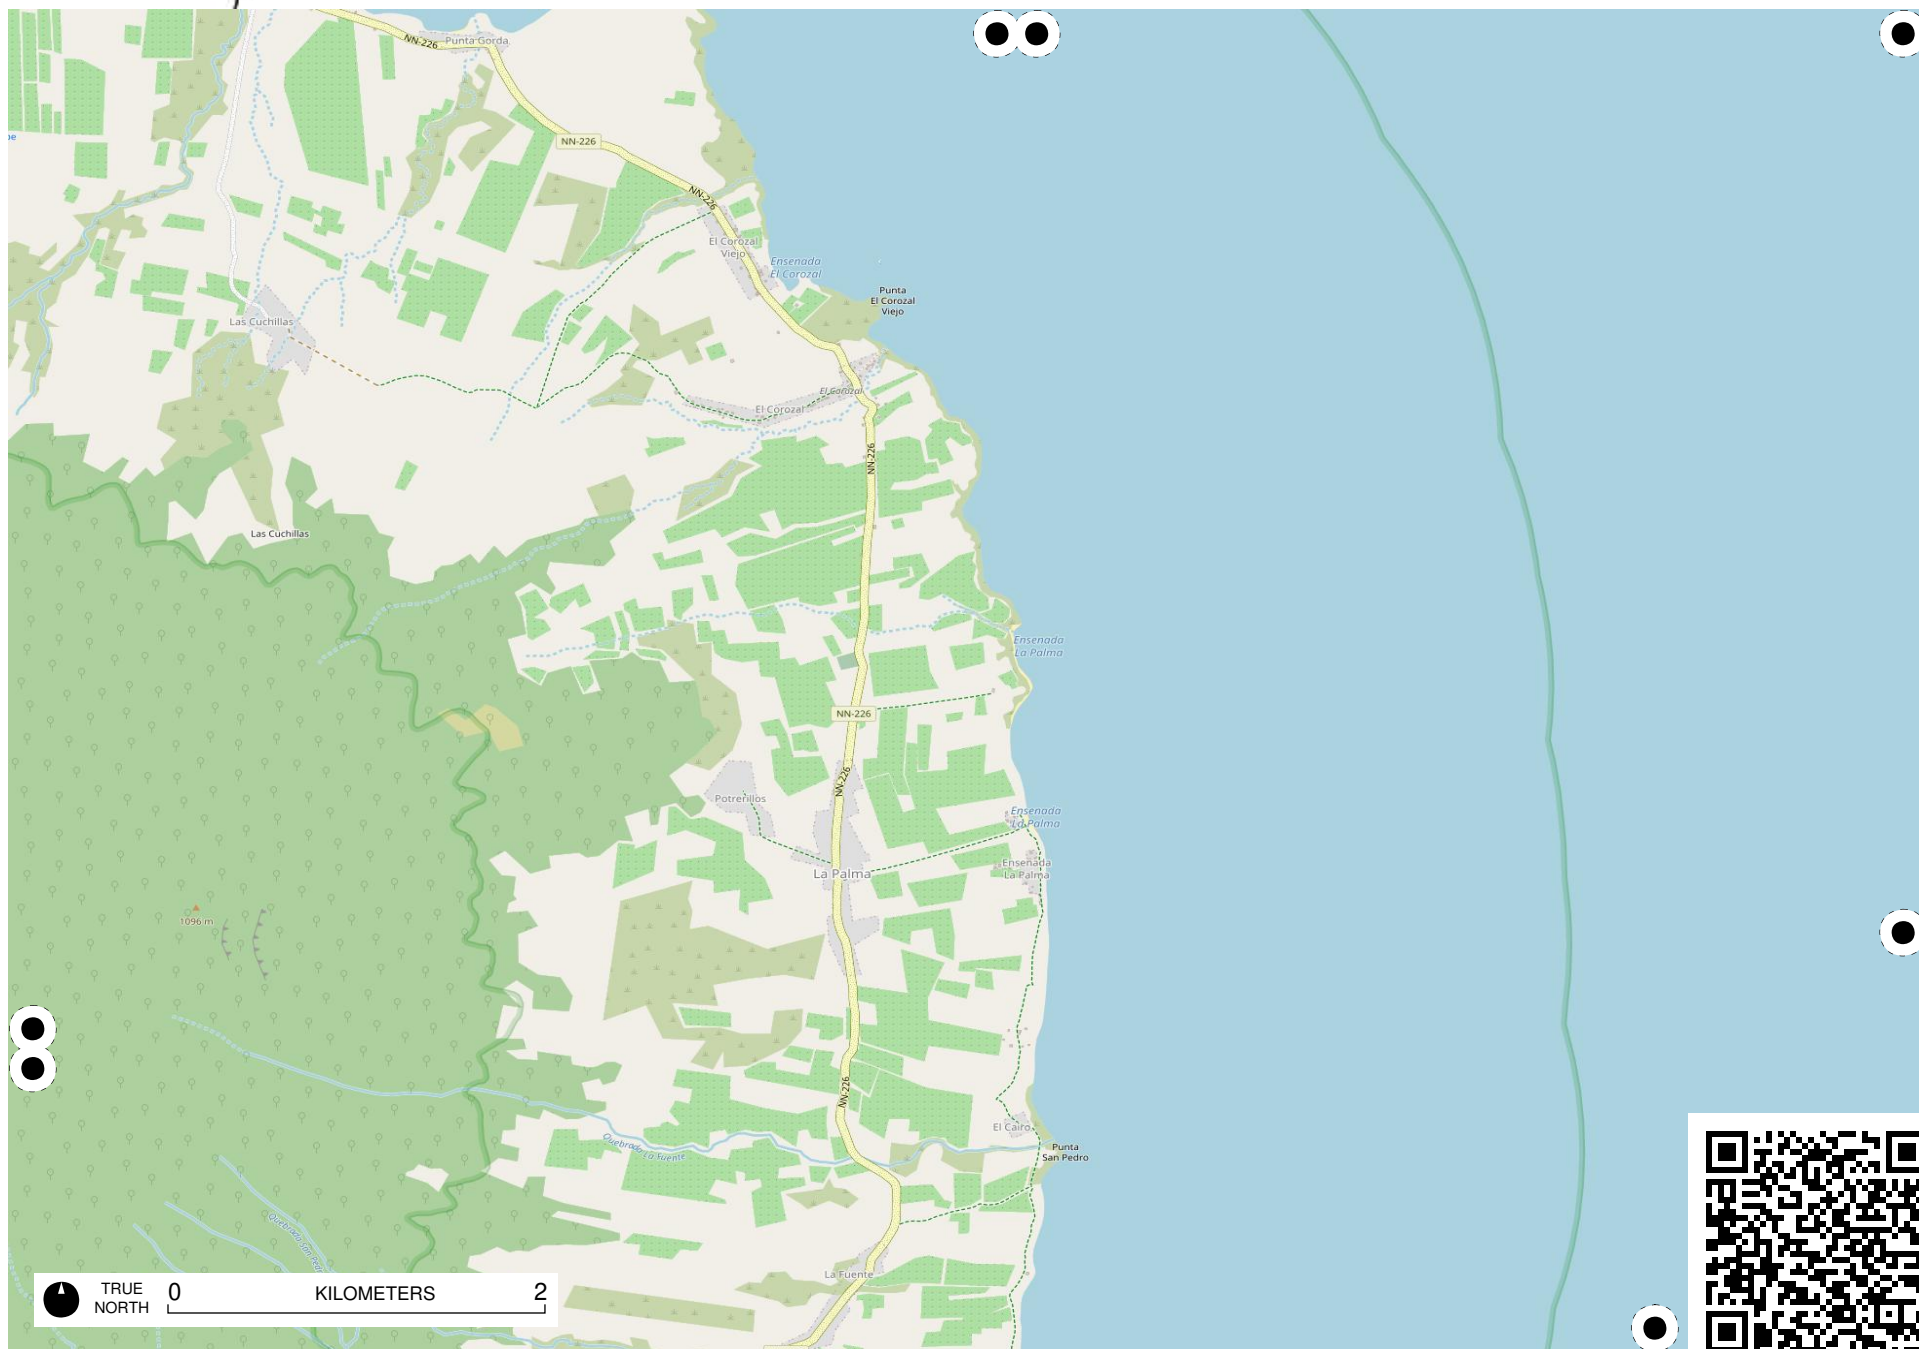 NN-226
Punta Gorda
NN-226
NN-226
El Corozal
Viejo
Ensenada
El Corozal
Punta
El Corozal
Viejo
Las Cuchillas
El Corozal
El Corozal
NN-226
Las Cuchillas
Ensenada
La Palma
NN-226
NN-226
Potrerillos
Ensenada
La Palma
La Palma
Ensenada
La Palma
1096 m
NN-226
El Cairo
Quebrada La Fuente
Punta
San Pedro
La Fuente
TRUE
NORTH
0
KILOMETERS
2